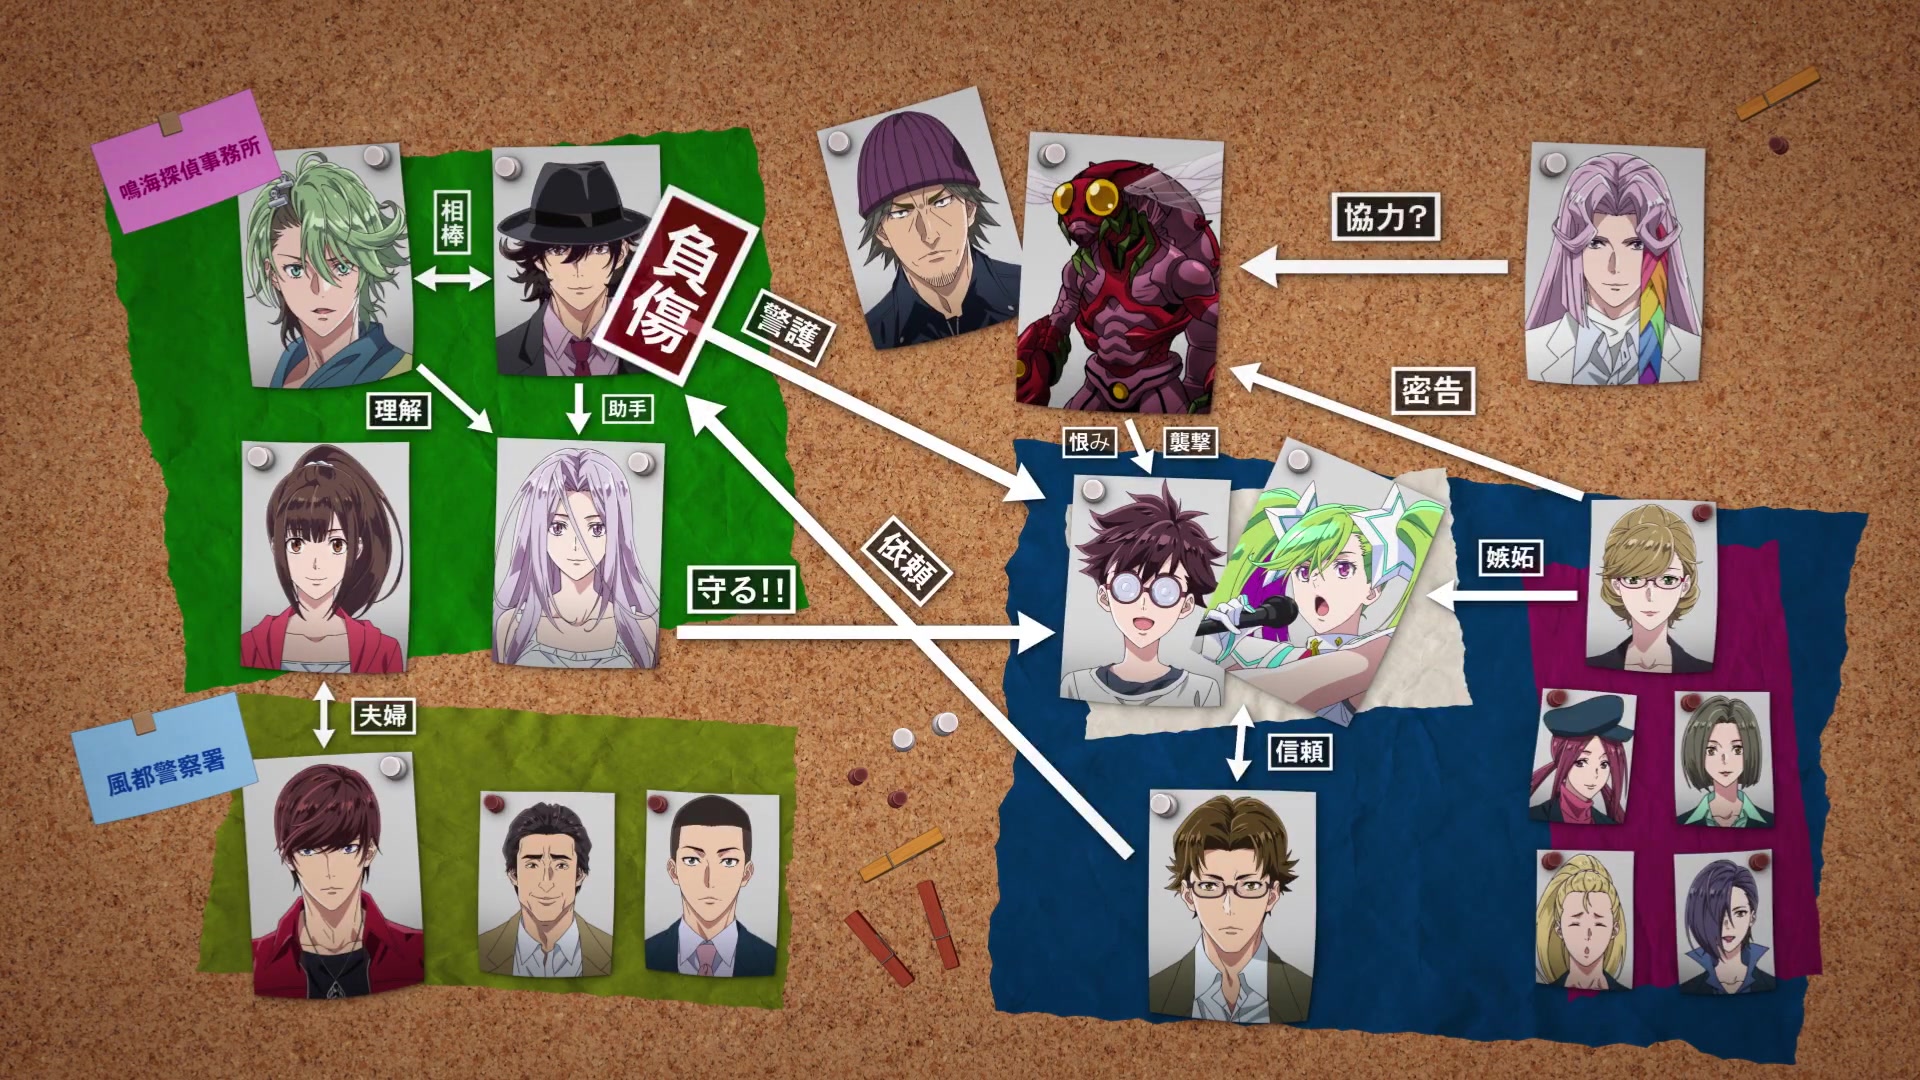 鳴海探偵事務所
相棒
負傷
警護
協力？
密告
理解
助手
恨み
襲撃
依頼
嫉妬
守る!!
夫婦
風都警察署
信頼